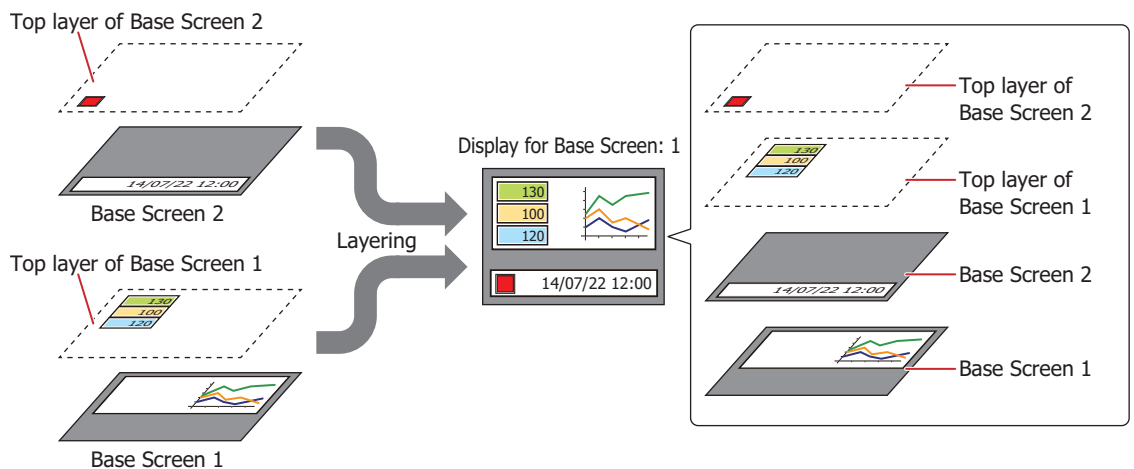 Top layer of Base Screen 2
14/07/22 12:00
Base Screen 2
Top layer of Base Screen 1
130
100
120
Base Screen 1
Layering
Display for Base Screen: 1
130
100
120
14/07/22 12:00
Top layer of
Base Screen 2
130
100
120
Top layer of
Base Screen 1
14/07/22 12:00
Base Screen 2
Base Screen 1